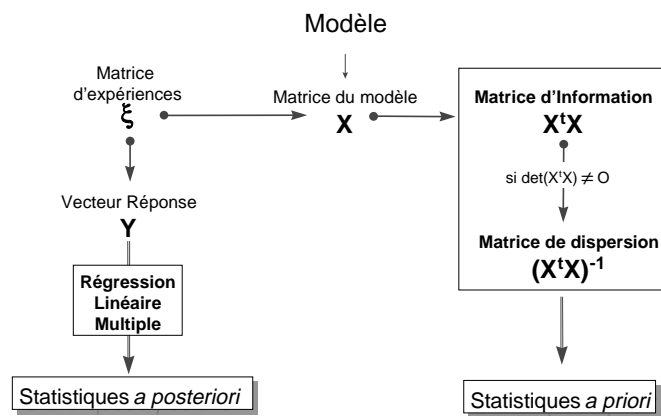 Modèle
Matrice
d'expériences
ξ
Matrice du modèle
X
Matrice d'Information
XᵗX
si det(XᵗX) ≠ O
Matrice de dispersion
(XᵗX)⁻¹
Vecteur Réponse
Y
Régression
Linéaire
Multiple
Statistiques a posteriori
Statistiques a priori